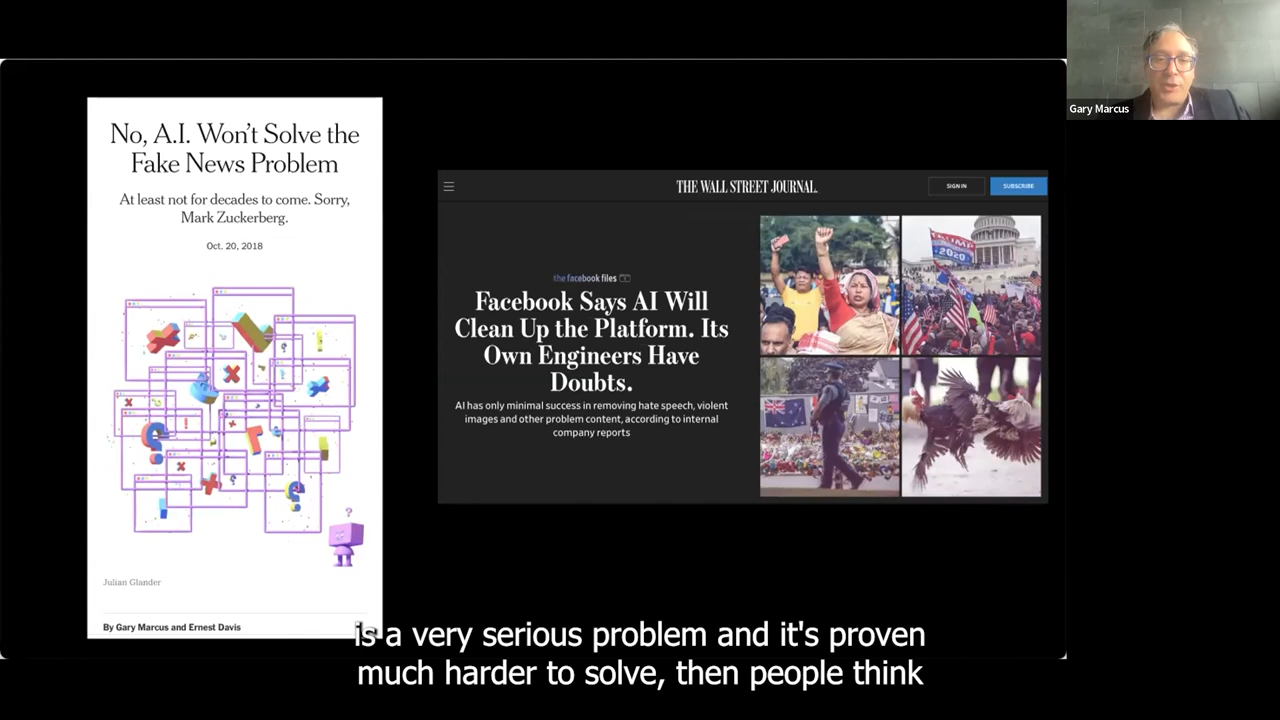 No, A.I. Won't Solve the
Fake News Problem
At least not for decades to come. Sorry,
Mark Zuckerberg.
Oct. 20, 2018
Julian Glander
By Gary Marcus and Ernest Davis
THE WALL STREET JOURNAL.
SIGN IN
SUBSCRIBE
the facebook files
Facebook Says AI Will
Clean Up the Platform. Its
Own Engineers Have
Doubts.
AI has only minimal success in removing hate speech, violent
images and other problem content, according to internal
company reports
TRUMP
2020
Gary Marcus
is a very serious problem and it's proven
much harder to solve, then people think